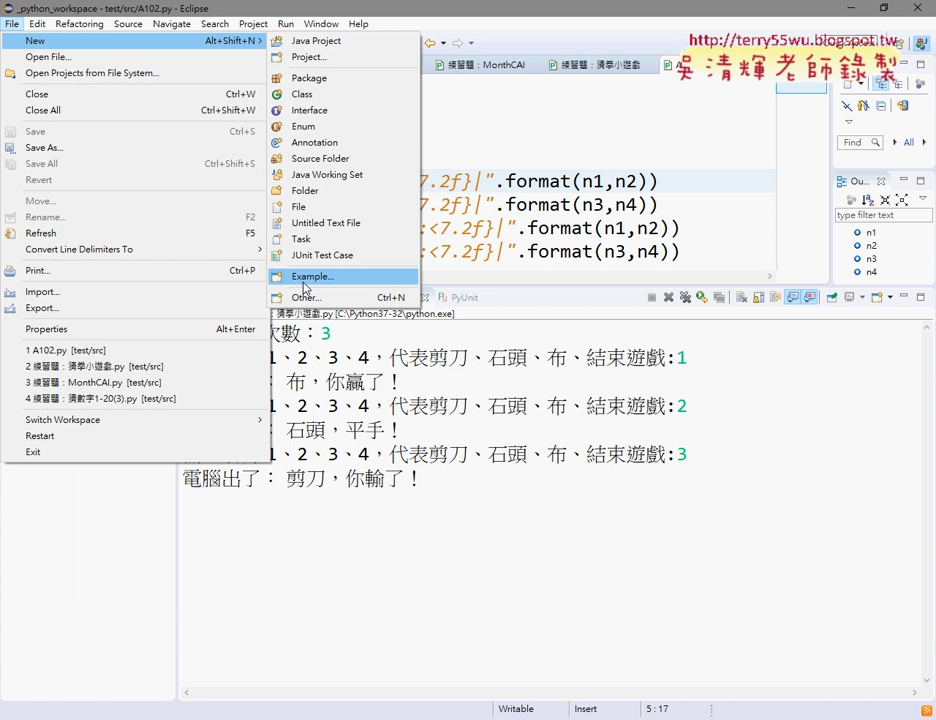 _python_workspace - test/src/A102.py - Eclipse
File Edit Refactoring Source Navigate Search Project Run Window Help
http://terry55wu.blogspot.tw
吳清輝老師錄製
New Alt+Shift+N >
Open File...
Open Projects from File System...
Close Ctrl+W
Close All Ctrl+Shift+W
Save Ctrl+S
Save As...
Save All Ctrl+Shift+S
Revert
Move...
Rename... F2
Refresh F5
Convert Line Delimiters To >
Print... Ctrl+P
Import...
Export...
Properties Alt+Enter
1 A102.py [test/src]
2 練習題：猜拳小遊戲.py [test/src]
3 練習題：MonthCAI.py [test/src]
4 練習題：猜數字1-20(3).py [test/src]
Switch Workspace >
Restart
Exit
Java Project
Project...
Package
Class
Interface
Enum
Annotation
Source Folder
Java Working Set
Folder
File
Untitled Text File
Task
JUnit Test Case
Example...
Other... Ctrl+N
練習題：MonthCAI
練習題：猜拳小遊戲
7.2f}|".format(n1,n2))
7.2f}|".format(n3,n4))
:<7.2f}|".format(n1,n2))
:<7.2f}|".format(n3,n4))
Find
All
Ou...
type filter text
n1
n2
n3
n4
PyUnit
小遊戲.py [C:\Python37-32\python.exe]
次數：3
1、2、3、4，代表剪刀、石頭、布、結束遊戲:1
： 布，你贏了！
1、2、3、4，代表剪刀、石頭、布、結束遊戲:2
： 石頭，平手！
1、2、3、4，代表剪刀、石頭、布、結束遊戲:3
電腦出了： 剪刀，你輸了！
Writable
Insert
5 : 17